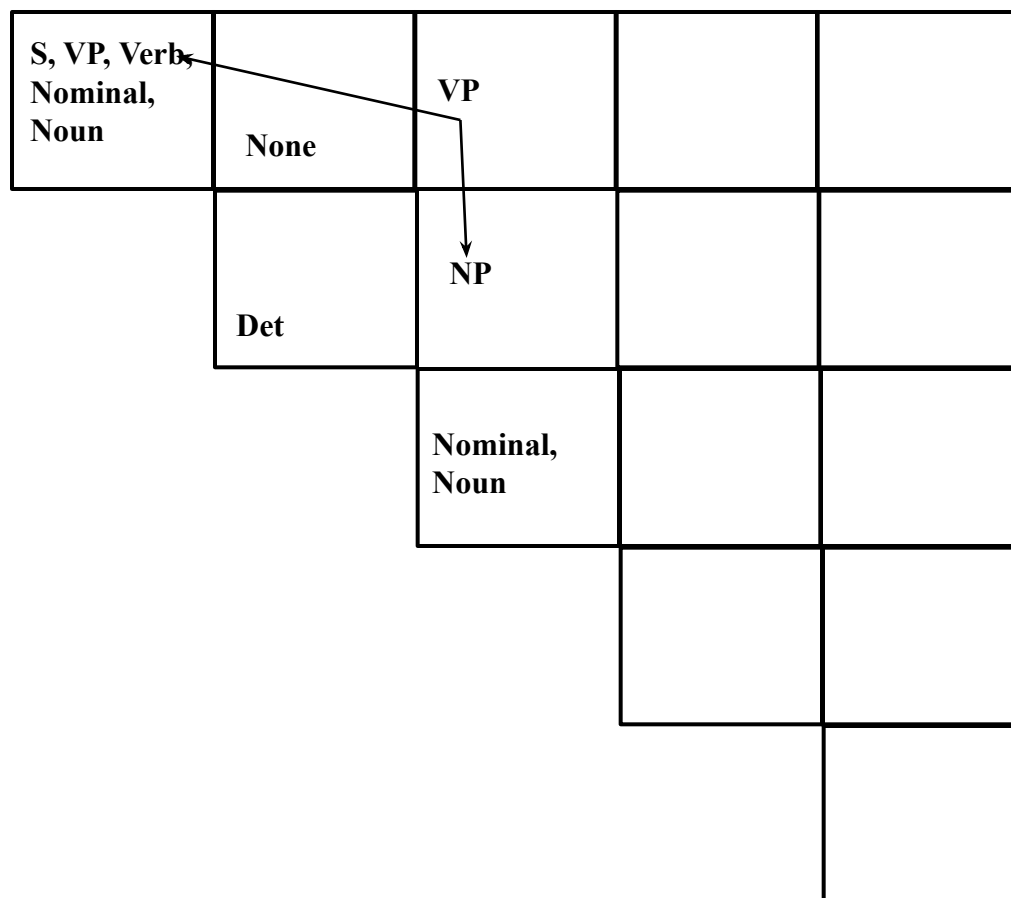 S, VP, Verb,
Nominal,
Noun
None
VP
Det
NP
Nominal,
Noun